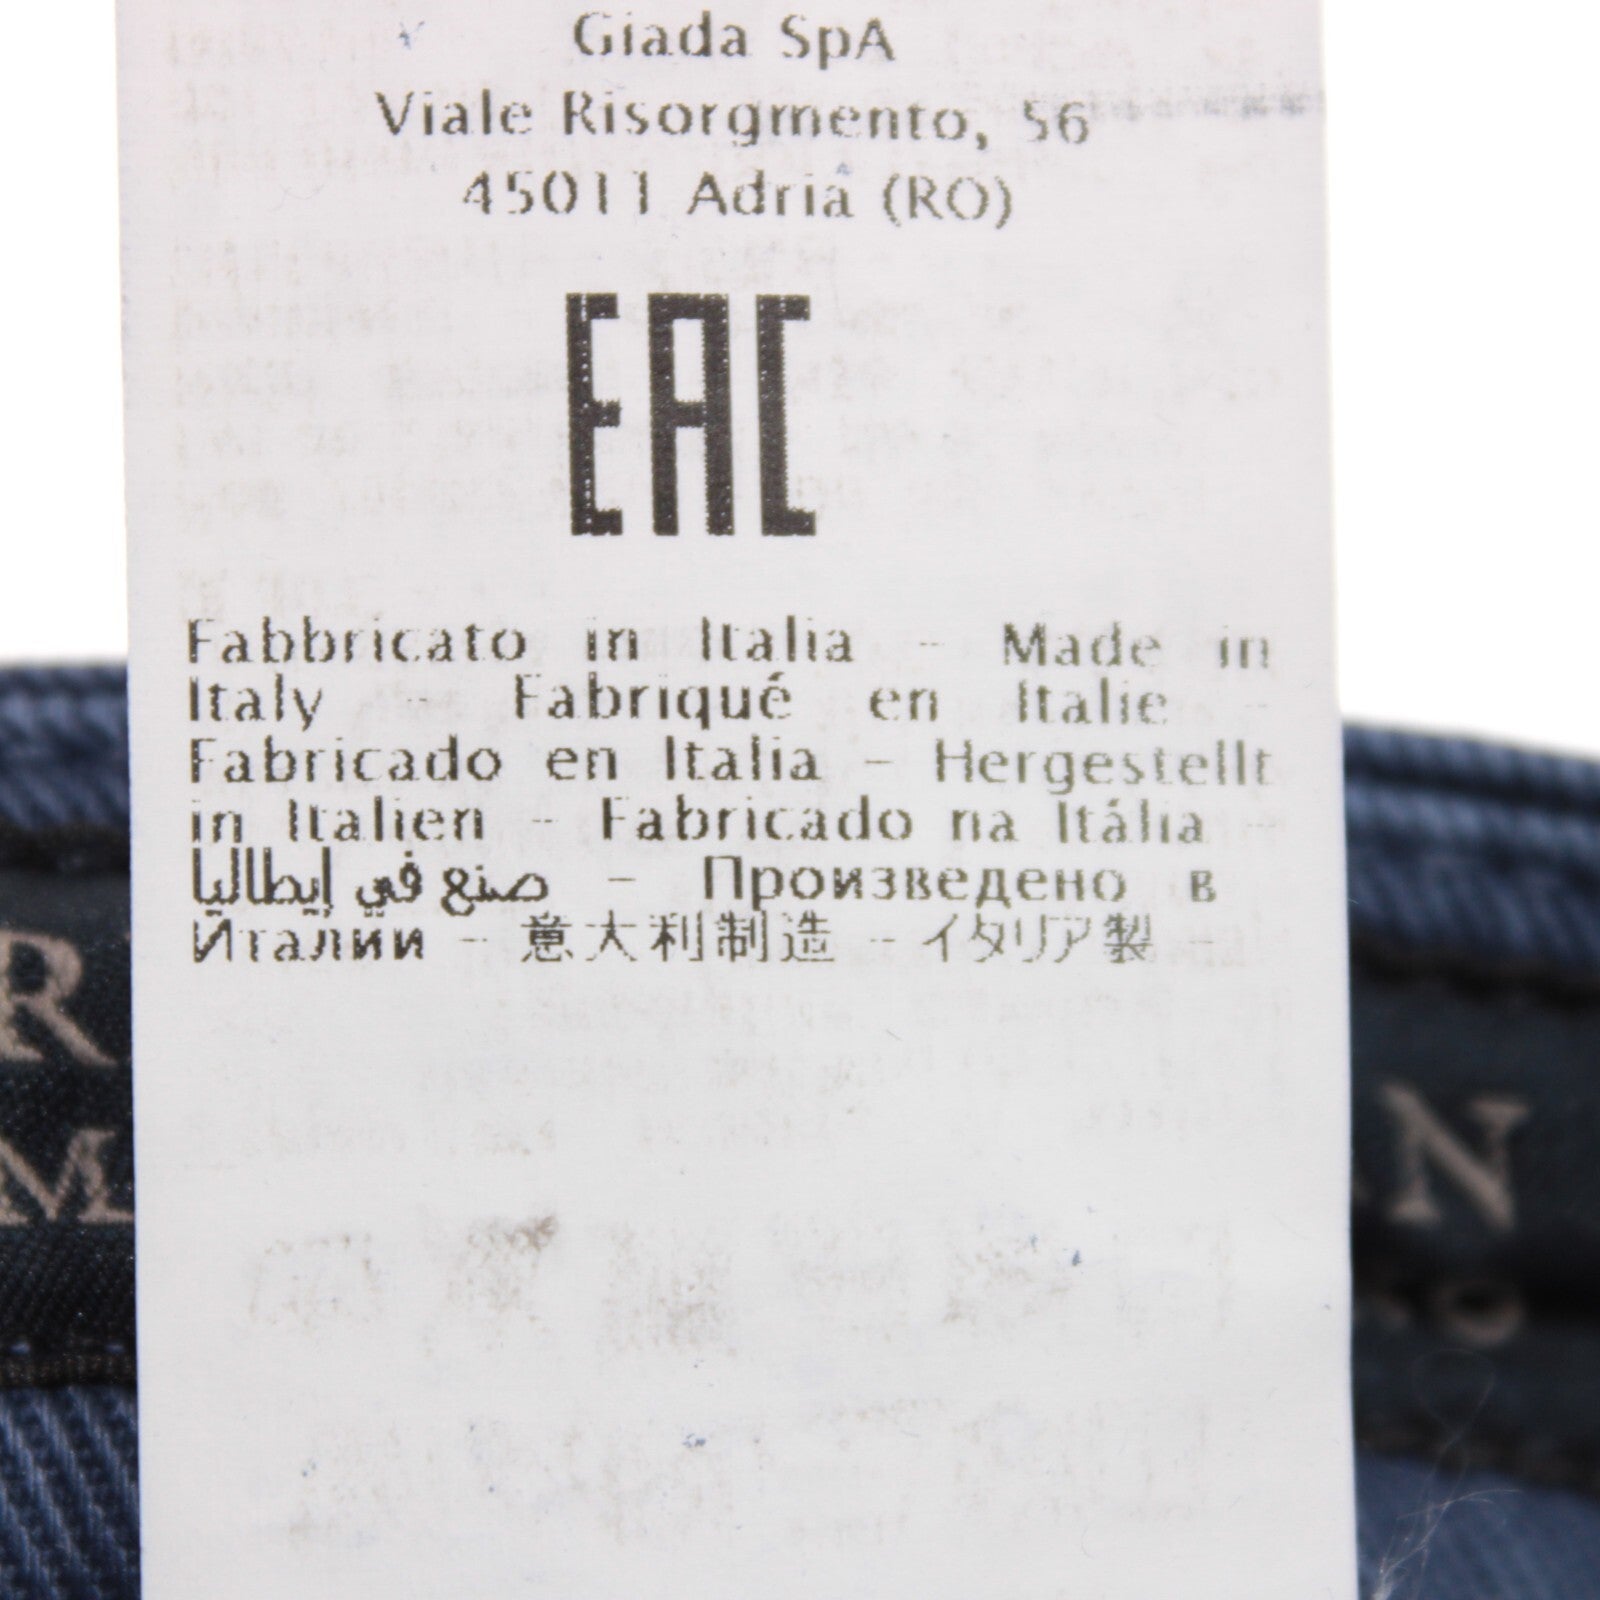 Giada SpA
Viale Risorgmento, 56
45011 Adria (RO)
EAC
Fabbricato in Italia - Made in
Italy - Fabriqué en Italie -
Fabricado en Italia - Hergestellt
in Italien - Fabricado na Itália -
صنع في إيطاليا - Произведено в
Италии - 意大利制造 - イタリア製 -
R
M
N